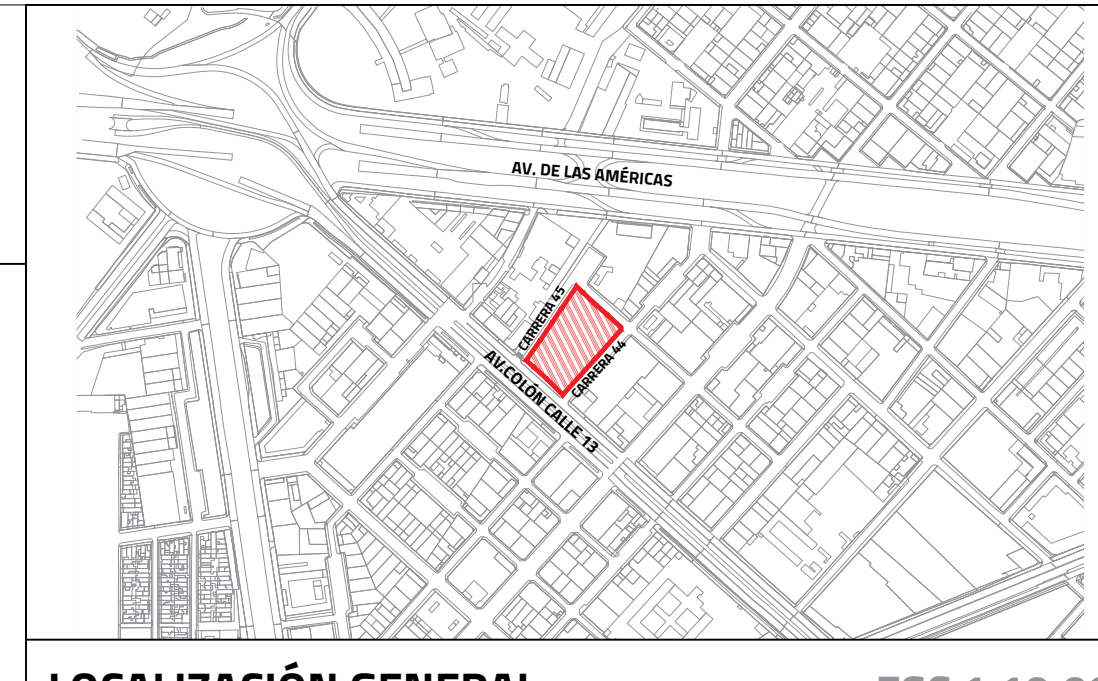 AV. DE LAS AMÉRICAS
CARRERA 45
CARRERA 44
AV.COLÓN CALLE 13
LOCALIZACIÓN GENERAL